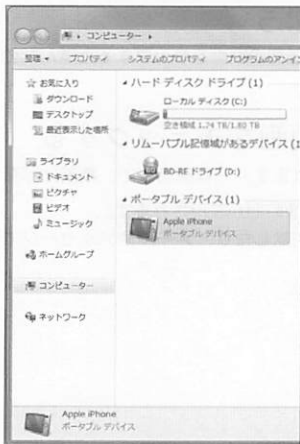 コンピューター
整理
プロパティ
システムのプロパティ
プログラムのアンイ
お気に入り
ダウンロード
デスクトップ
最近表示した場所
ライブラリ
ドキュメント
ピクチャ
ビデオ
ミュージック
ホームグループ
コンピューター
ネットワーク
ハード ディスク ドライブ (1)
ローカル ディスク (C:)
空き領域 1.74 TB/1.80 TB
リムーバブル記憶域があるデバイス (1
BD-RE ドライブ (D:)
ポータブル デバイス (1)
Apple iPhone
ポータブル デバイス
Apple iPhone
ポータブル デバイス